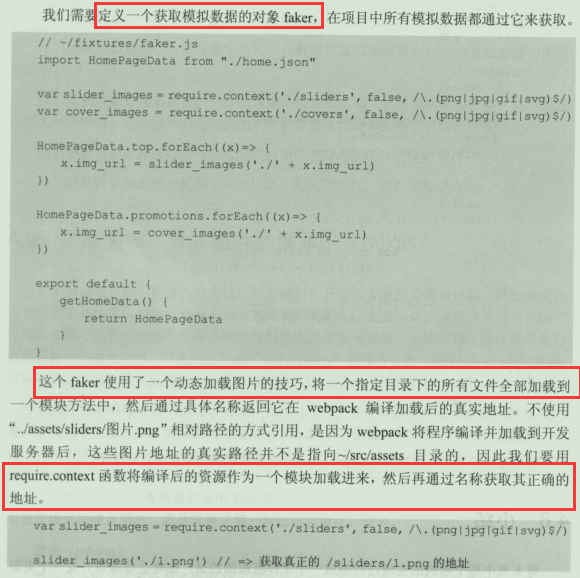 我们需要定义一个获取模拟数据的对象 faker，在项目中所有模拟数据都通过它来获取。
// ~/fixtures/faker.js
import HomePageData from "./home.json"
var slider_images = require.context('./sliders', false, /\.(png|jpg|gif|svg)$/)
var cover_images = require.context('./covers', false, /\.(png|jpg|gif|svg)$/)
HomePageData.top.forEach((x)=> {
x.img_url = slider_images('./' + x.img_url)
})
HomePageData.promotions.forEach((x)=> {
x.img_url = cover_images('./' + x.img_url)
})
export default {
getHomeData() {
return HomePageData
}
}
这个 faker 使用了一个动态加载图片的技巧，将一个指定目录下的所有文件全部加载到
一个模块方法中，然后通过具体名称返回它在 webpack 编译加载后的真实地址。不使用
“../assets/sliders/图片.png”相对路径的方式引用，是因为 webpack 将程序编译并加载到开发
服务器后，这些图片地址的真实路径并不是指向~/src/assets 目录的，因此我们要用
require.context 函数将编译后的资源作为一个模块加载进来，然后再通过名称获取其正确的
地址。
var slider_images = require.context('./sliders', false, /\.(png|jpg|gif|svg)$/)
slider_images('./1.png') // => 获取真正的 /sliders/1.png 的地址